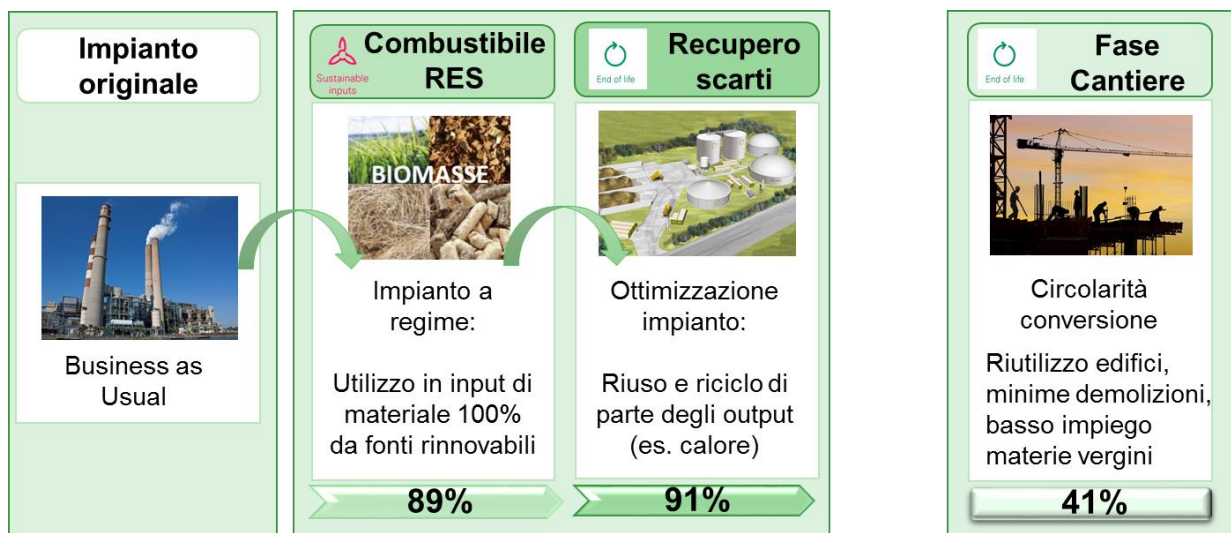 Impianto
originale
Business as
Usual
Sustainable
inputs
Combustibile
RES
BIOMASSE
Impianto a
regime:
Utilizzo in input di
materiale 100%
da fonti rinnovabili
89%
End of life
Recupero
scarti
Ottimizzazione
impianto:
Riuso e riciclo di
parte degli output
(es. calore)
91%
End of life
Fase
Cantiere
Circolarità
conversione
Riutilizzo edifici,
minime demolizioni,
basso impiego
materie vergini
41%